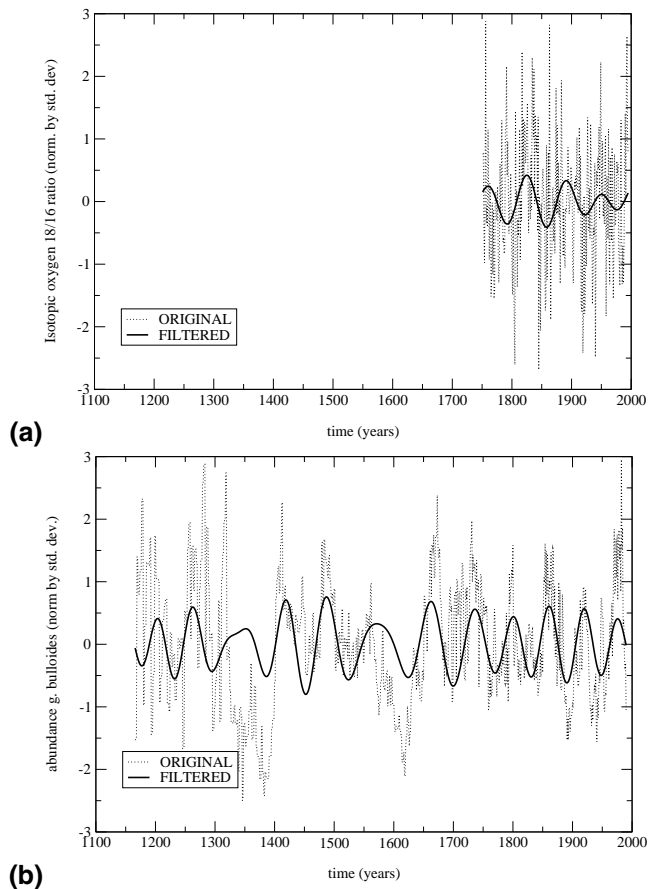 3
2
1
0
-1
-2
-3
Isotopic oxygen 18/16 ratio (norm. by std. dev)
ORIGINAL
FILTERED
1100 1200 1300 1400 1500 1600 1700 1800 1900 2000
time (years)
(a)
3
2
1
0
-1
-2
-3
abundance g. bulloides (norm by std. dev.)
ORIGINAL
FILTERED
1100 1200 1300 1400 1500 1600 1700 1800 1900 2000
time (years)
(b)